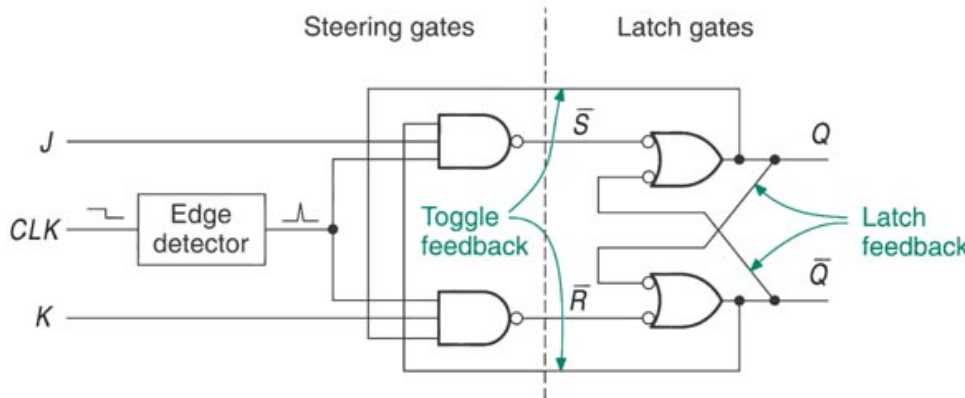 Steering gates
Latch gates
J
S̅
Q
CLK
Edge
detector
Toggle
feedback
Latch
feedback
K
R̅
Q̅